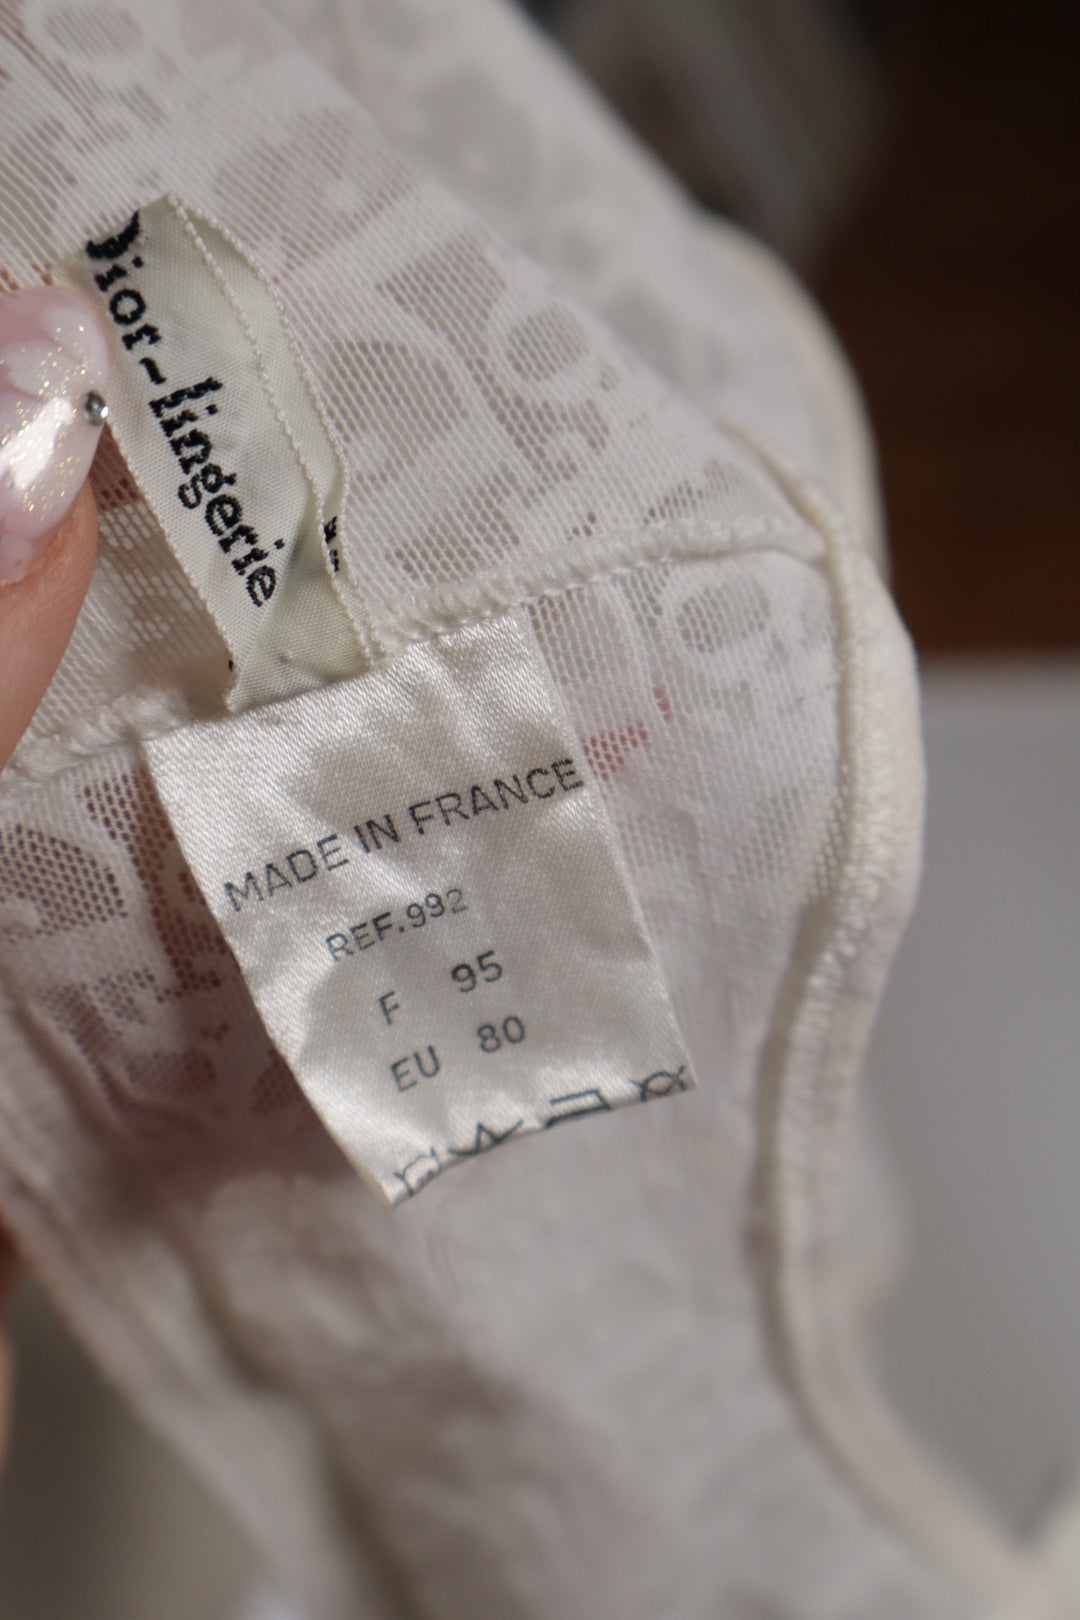 Dior-lingerie
MADE IN FRANCE
REF.992
F 95
EU 80